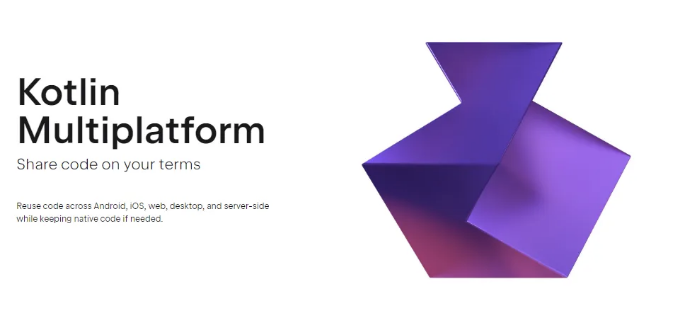 Kotlin
Multiplatform
Share code on your terms
Reuse code across Android, iOS, web, desktop, and server-side
while keeping native code if needed.